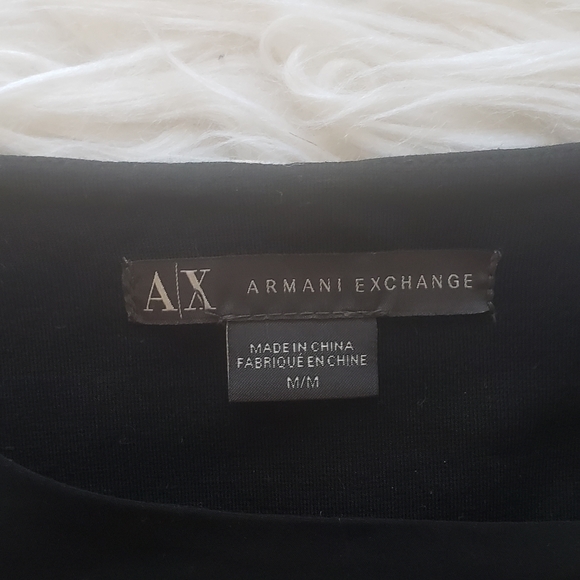 A|X ARMANI EXCHANGE
MADE IN CHINA
FABRIQUÉ EN CHINE
M/M